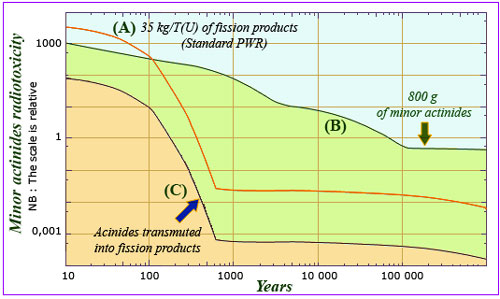 (A) 35 kg/T(U) of fission products
(Standard PWR)
Minor actinides radiotoxicity
NB : The scale is relative
1000
1
0,001
800 g
of minor actinides
(B)
(C)
Acinides transmuted
into fission products
10
100
1000
10 000
100 000
Years